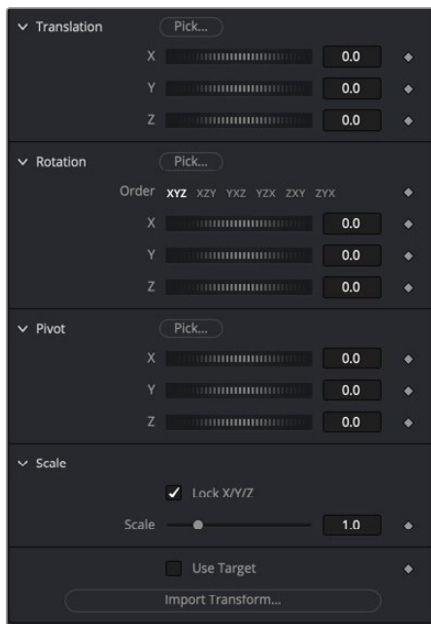 Translation Pick...
X 0.0
Y 0.0
Z 0.0
Rotation Pick...
Order XYZ XZY YXZ YZX ZXY ZYX
X 0.0
Y 0.0
Z 0.0
Pivot Pick...
X 0.0
Y 0.0
Z 0.0
Scale
Lock X/Y/Z
Scale 1.0
Use Target
Import Transform...